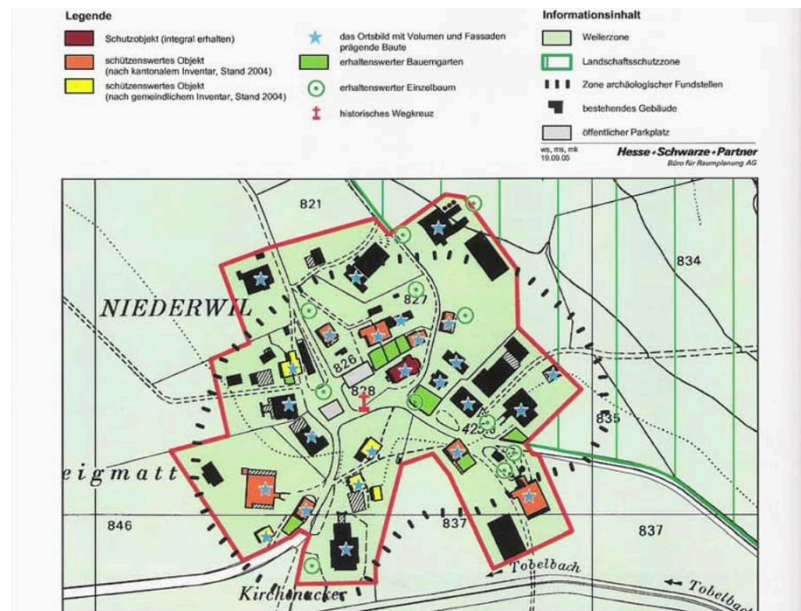 Legende
Schutzobjekt (integral erhalten)
schützenswertes Objekt
(nach kantonalem Inventar, Stand 2004)
schützenswertes Objekt
(nach gemeindlichem Inventar, Stand 2004)
das Ortsbild mit Volumen und Fassaden
prägende Baute
erhaltenswerter Bauerngarten
erhaltenswerter Einzelbaum
historisches Wegkreuz
Informationsinhalt
Weilerzone
Landschaftsschutzzone
Zone archäologischer Fundstellen
bestehendes Gebäude
öffentlicher Parkplatz
ws, ms, mk
19.09.05
Hesse+Schwarze+Partner
Büro für Raumplanung AG
821
834
NIEDERWIL
827
826
828
835
eigmatt
846
837
837
Kirchenacker
Tobelbach
Tobelbach